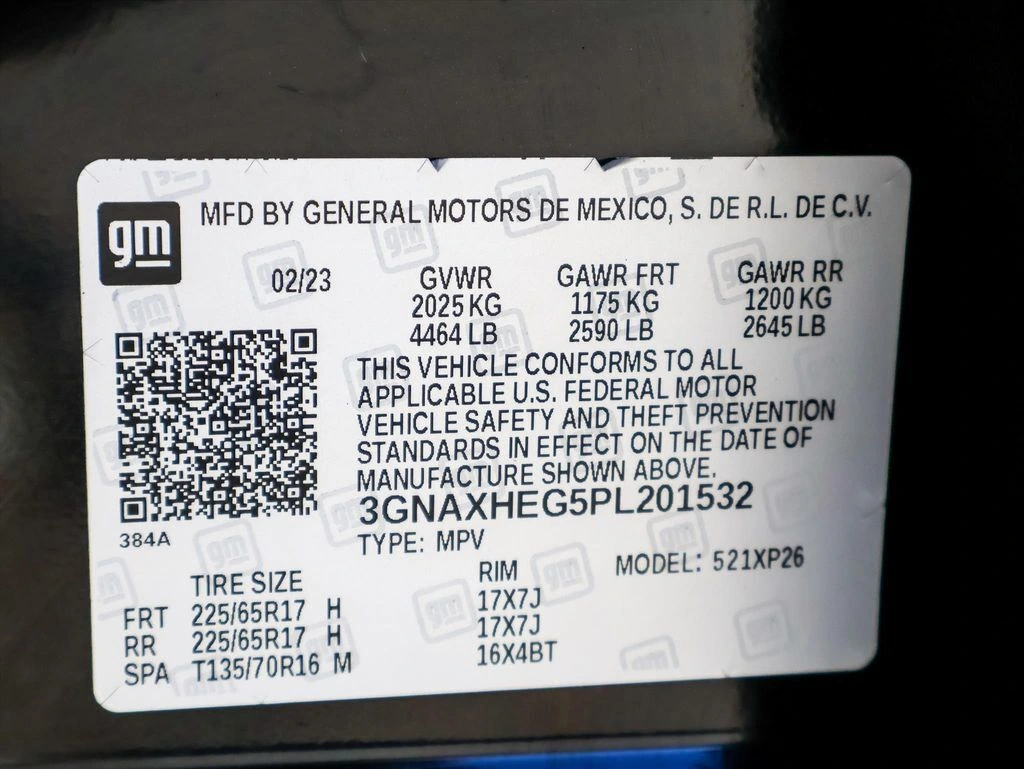 gm
MFD BY GENERAL MOTORS DE MEXICO, S. DE R.L. DE C.V.
02/23 GVWR GAWR FRT GAWR RR
2025 KG 1175 KG 1200 KG
4464 LB 2590 LB 2645 LB
THIS VEHICLE CONFORMS TO ALL
APPLICABLE U.S. FEDERAL MOTOR
VEHICLE SAFETY AND THEFT PREVENTION
STANDARDS IN EFFECT ON THE DATE OF
MANUFACTURE SHOWN ABOVE.
3GNAXHEG5PL201532
384A
TYPE: MPV MODEL: 521XP26
TIRE SIZE RIM
FRT 225/65R17 H 17X7J
RR 225/65R17 H 17X7J
SPA T135/70R16 M 16X4BT